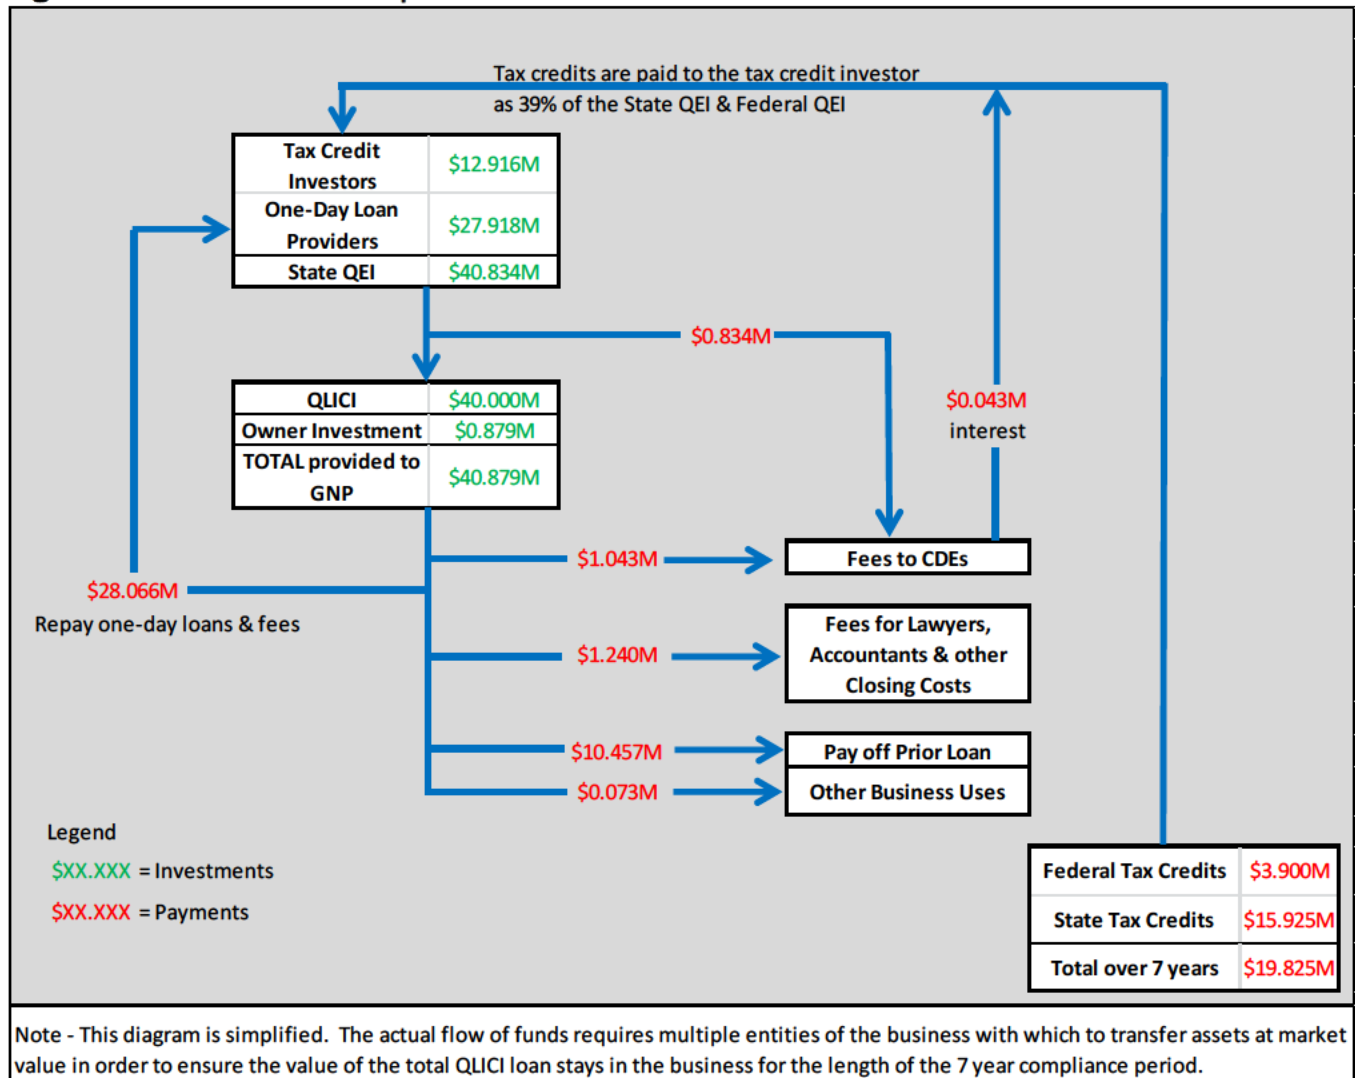 Tax credits are paid to the tax credit investor
as 39% of the State QEI & Federal QEI
Tax Credit
Investors
$12.916M
One-Day Loan
Providers
$27.918M
State QEI
$40.834M
$0.834M
QLICI
$40.000M
Owner Investment
$0.879M
TOTAL provided to
GNP
$40.879M
$0.043M
interest
$1.043M
Fees to CDEs
$28.066M
Repay one-day loans & fees
$1.240M
Fees for Lawyers,
Accountants & other
Closing Costs
$10.457M
Pay off Prior Loan
$0.073M
Other Business Uses
Legend
$XX.XXX = Investments
$XX.XXX = Payments
Federal Tax Credits
$3.900M
State Tax Credits
$15.925M
Total over 7 years
$19.825M
Note - This diagram is simplified. The actual flow of funds requires multiple entities of the business with which to transfer assets at market
value in order to ensure the value of the total QLICI loan stays in the business for the length of the 7 year compliance period.